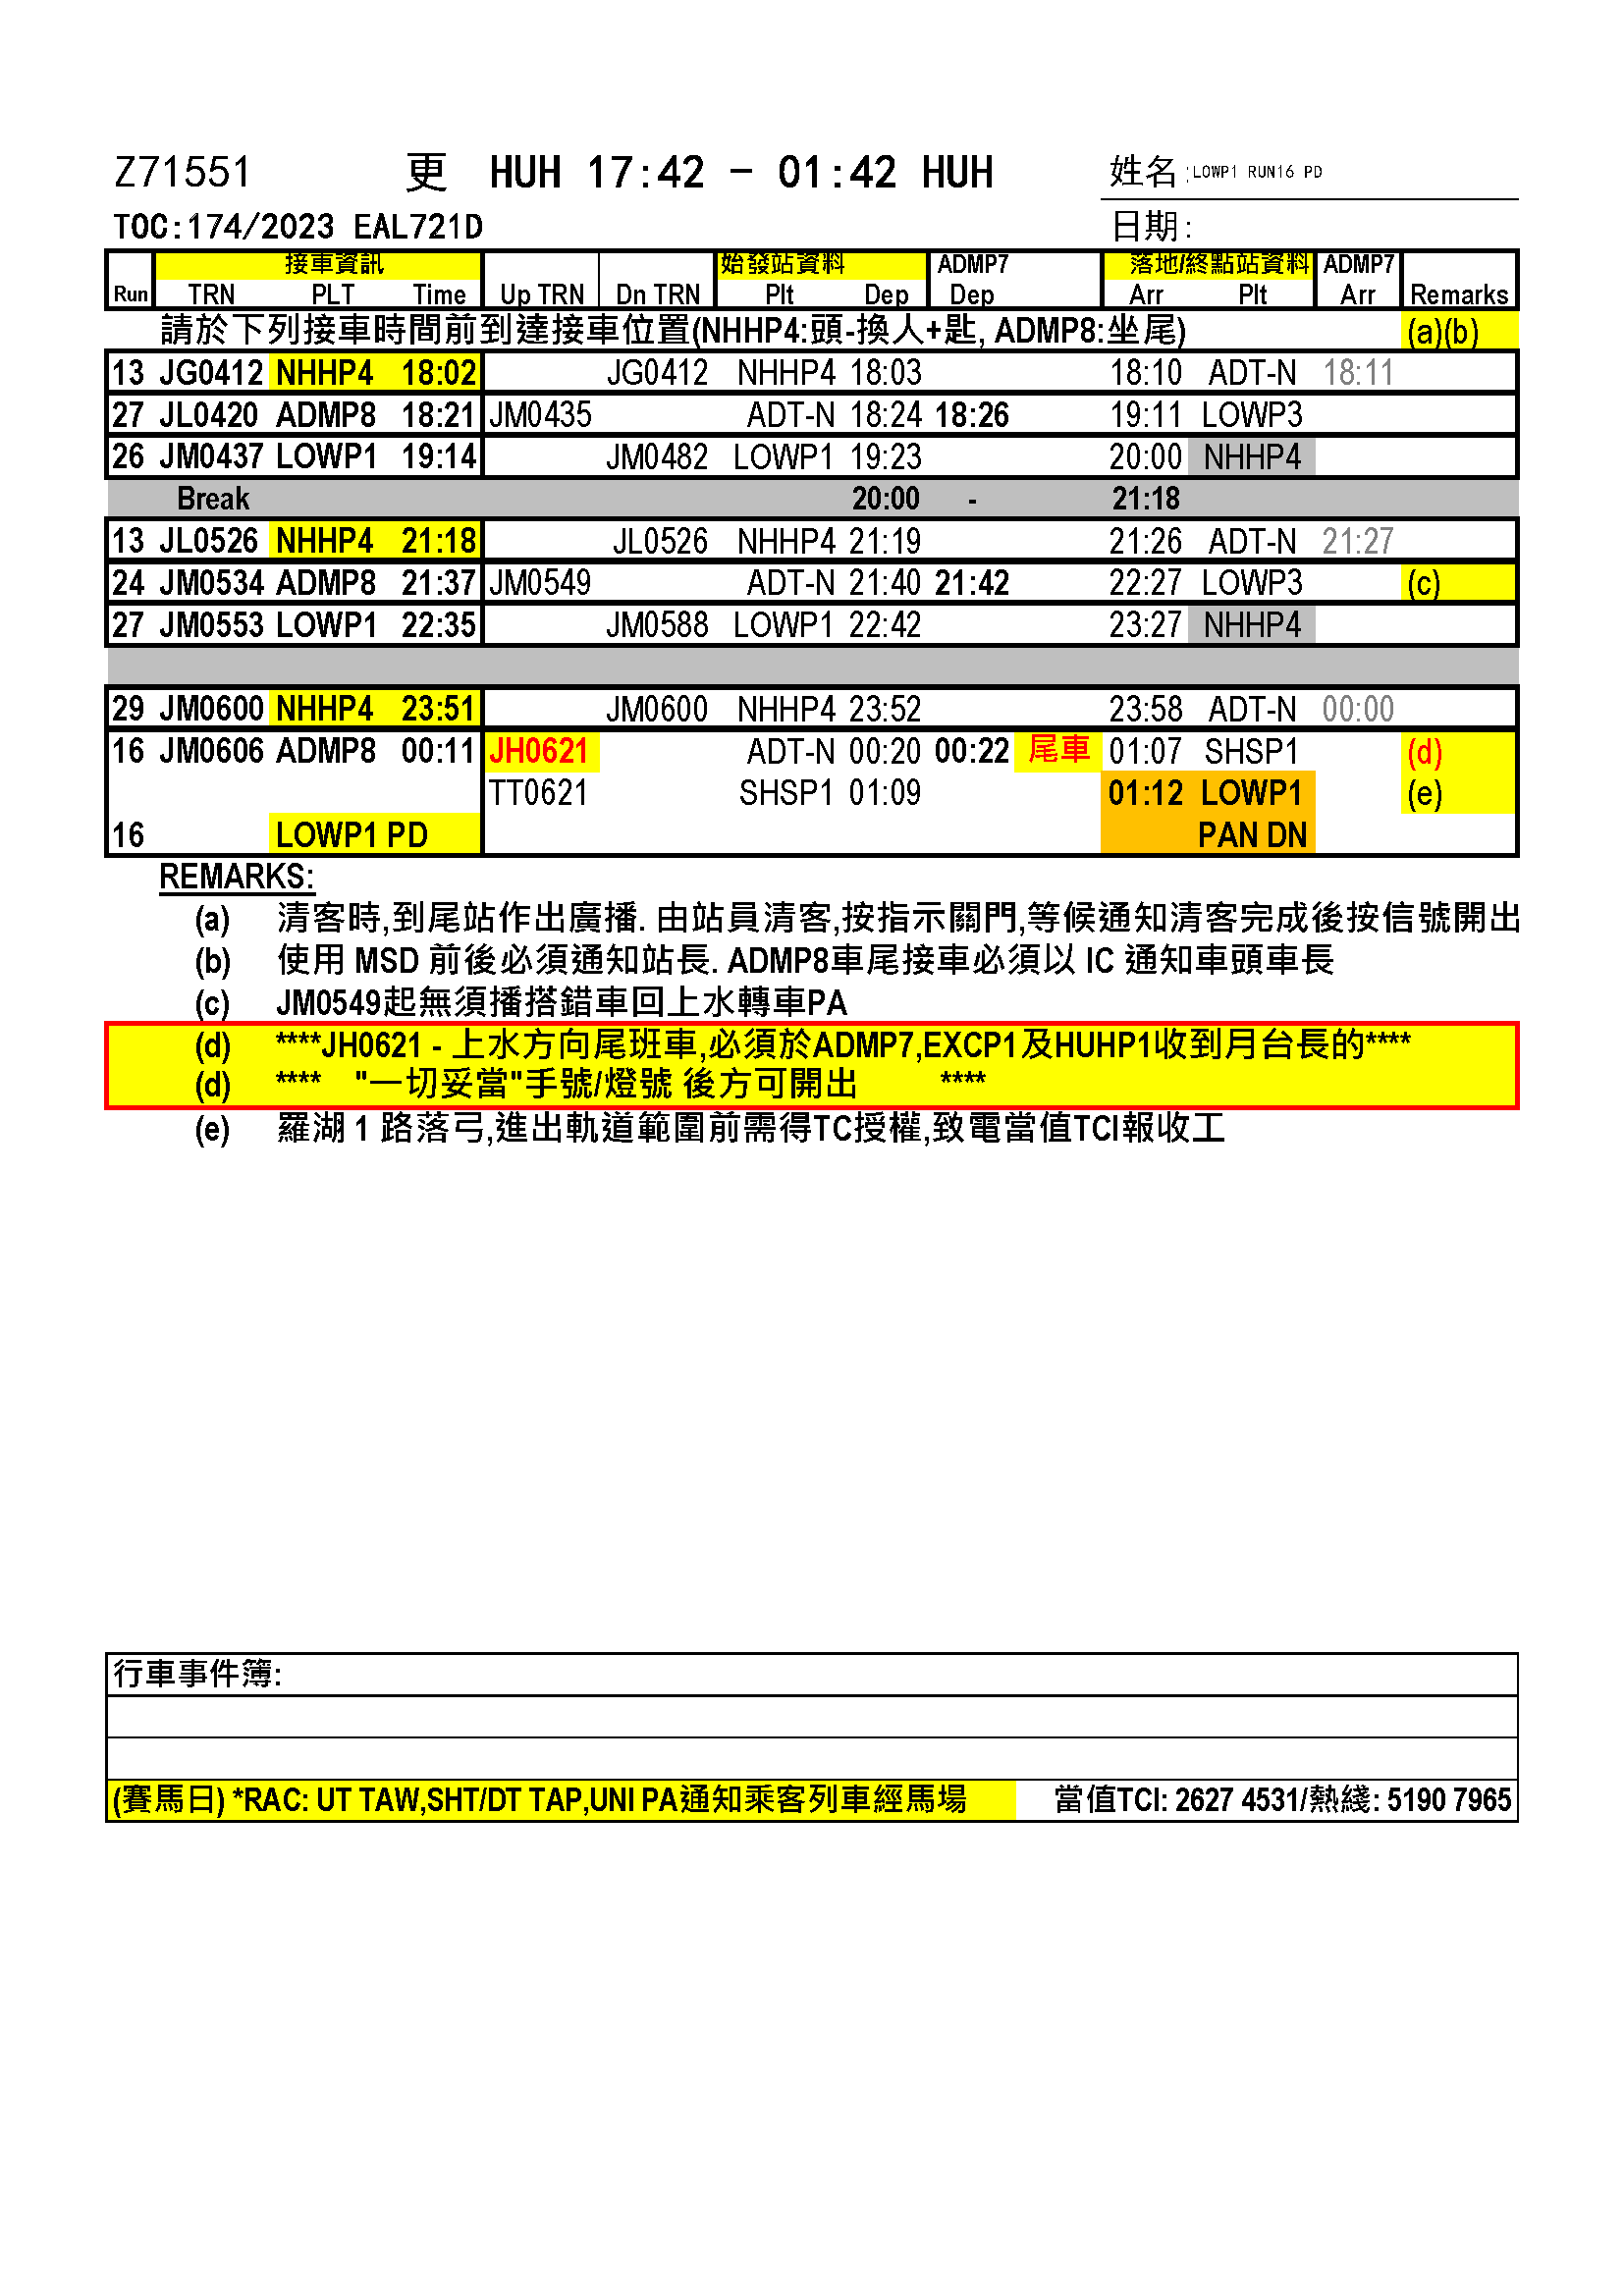 Z71551 更 HUH 17:42 - 01:42 HUH 姓名:LOWP1 RUN16 PD
TOC:174/2023 EAL721D 日期:
接車資訊 始發站資料 ADMP7 落地/終點站資料 ADMP7
Run TRN PLT Time Up TRN Dn TRN Plt Dep Dep Arr Plt Arr Remarks
請於下列接車時間前到達接車位置(NHHP4:頭-換人+匙, ADMP8:坐尾) (a)(b)
13 JG0412 NHHP4 18:02 JG0412 NHHP4 18:03 18:10 ADT-N 18:11
27 JL0420 ADMP8 18:21 JM0435 ADT-N 18:24 18:26 19:11 LOWP3
26 JM0437 LOWP1 19:14 JM0482 LOWP1 19:23 20:00 NHHP4
Break 20:00 - 21:18
13 JL0526 NHHP4 21:18 JL0526 NHHP4 21:19 21:26 ADT-N 21:27
24 JM0534 ADMP8 21:37 JM0549 ADT-N 21:40 21:42 22:27 LOWP3 (c)
27 JM0553 LOWP1 22:35 JM0588 LOWP1 22:42 23:27 NHHP4
29 JM0600 NHHP4 23:51 JM0600 NHHP4 23:52 23:58 ADT-N 00:00
16 JM0606 ADMP8 00:11 JH0621 ADT-N 00:20 00:22 尾車 01:07 SHSP1 (d)
TT0621 SHSP1 01:09 01:12 LOWP1 (e)
16 LOWP1 PD PAN DN
REMARKS:
(a) 清客時,到尾站作出廣播. 由站員清客,按指示關門,等候通知清客完成後按信號開出
(b) 使用 MSD 前後必須通知站長. ADMP8車尾接車必須以 IC 通知車頭車長
(c) JM0549起無須播搭錯車回上水轉車PA
(d) ****JH0621 - 上水方向尾班車,必須於ADMP7,EXCP1及HUHP1收到月台長的****
(d) **** "一切妥當"手號/燈號 後方可開出 ****
(e) 羅湖 1 路落弓,進出軌道範圍前需得TC授權,致電當值TCI報收工
行車事件簿:
(賽馬日) *RAC: UT TAW,SHT/DT TAP,UNI PA通知乘客列車經馬場 當值TCI: 2627 4531/熱綫: 5190 7965